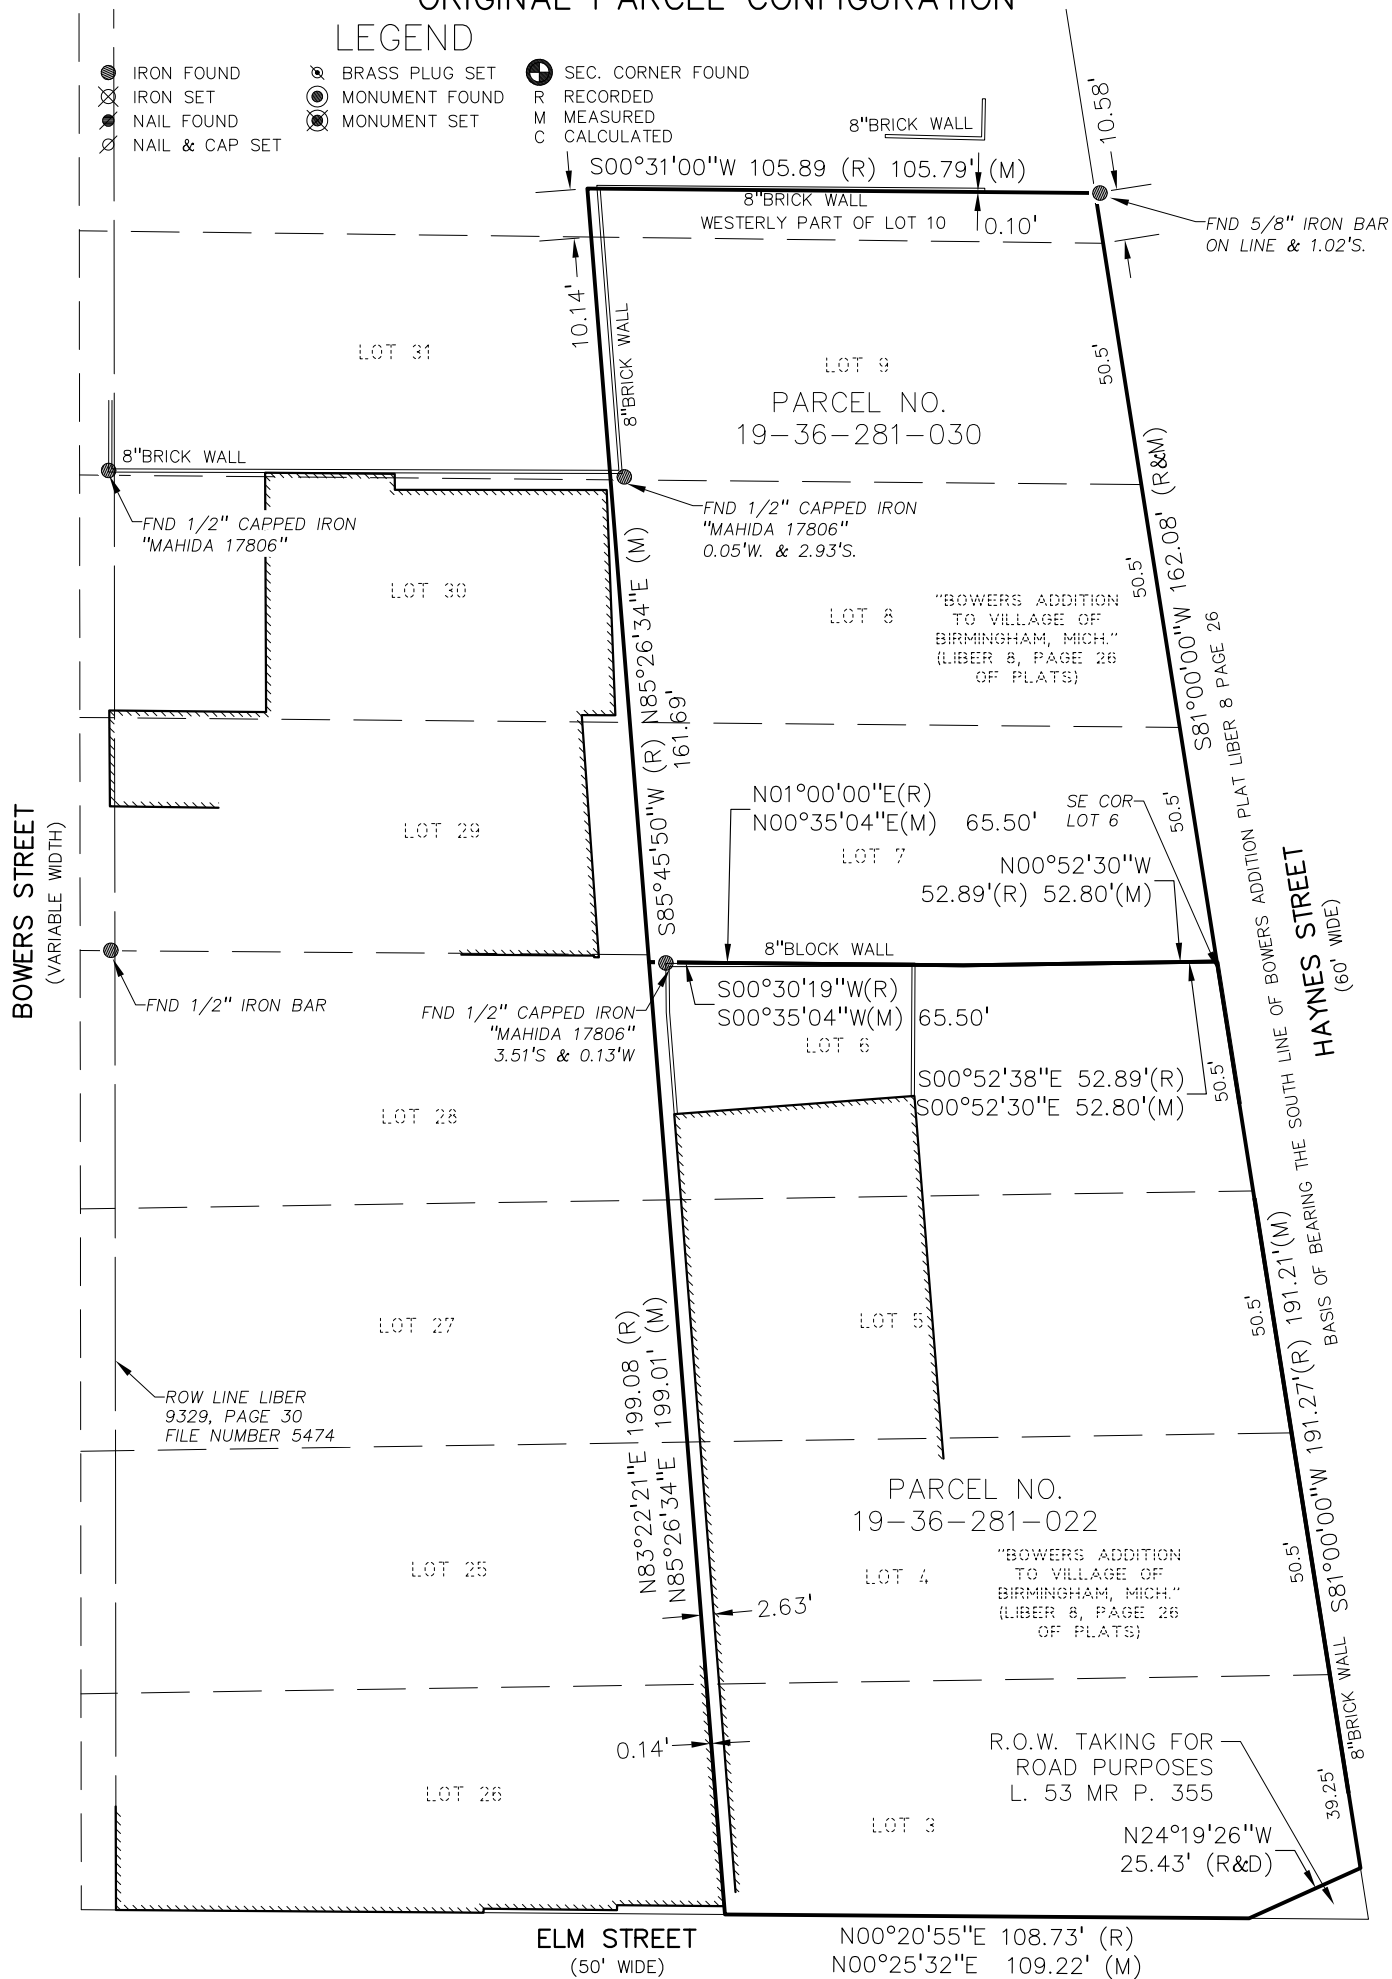 ORIGINAL PARCEL CONFIGURATION
LEGEND
IRON FOUND
IRON SET
NAIL FOUND
NAIL & CAP SET
BRASS PLUG SET
MONUMENT FOUND
MONUMENT SET
SEC. CORNER FOUND
R RECORDED
M MEASURED
C CALCULATED
8"BRICK WALL
10.58'
S00°31'00"W 105.89 (R) 105.79' (M)
8"BRICK WALL
WESTERLY PART OF LOT 10
0.10'
FND 5/8" IRON BAR
ON LINE & 1.02'S.
10.14'
8"BRICK WALL
LOT 31
LOT 9
PARCEL NO.
19-36-281-030
50.5'
8"BRICK WALL
FND 1/2" CAPPED IRON
"MAHIDA 17806"
FND 1/2" CAPPED IRON
"MAHIDA 17806"
0.05'W. & 2.93'S.
S81°00'00"W 162.08' (R&M)
LOT 30
LOT 8
"BOWERS ADDITION
TO VILLAGE OF
BIRMINGHAM, MICH."
(LIBER 8, PAGE 26
OF PLATS)
50.5'
S85°45'50"W (R) N85°26'34"E (M)
161.69'
BOWERS STREET
(VARIABLE WIDTH)
LOT 29
N01°00'00"E(R)
N00°35'04"E(M) 65.50'
LOT 7
SE COR
LOT 6
50.5'
N00°52'30"W
52.89'(R) 52.80'(M)
BASIS OF BEARING THE SOUTH LINE OF BOWERS ADDITION PLAT LIBER 8 PAGE 26
HAYNES STREET
(60' WIDE)
8"BLOCK WALL
FND 1/2" IRON BAR
FND 1/2" CAPPED IRON
"MAHIDA 17806"
3.51'S & 0.13'W
S00°30'19"W(R)
S00°35'04"W(M) 65.50'
LOT 6
S00°52'38"E 52.89'(R)
S00°52'30"E 52.80'(M)
50.5'
LOT 28
LOT 27
LOT 5
50.5'
N83°22'21"E 199.08 (R)
N85°26'34"E 199.01' (M)
ROW LINE LIBER
9329, PAGE 30
FILE NUMBER 5474
S81°00'00"W 191.27'(R) 191.21'(M)
PARCEL NO.
19-36-281-022
LOT 25
LOT 4
"BOWERS ADDITION
TO VILLAGE OF
BIRMINGHAM, MICH."
(LIBER 8, PAGE 26
OF PLATS)
50.5'
2.63'
8"BRICK WALL
0.14'
R.O.W. TAKING FOR
ROAD PURPOSES
L. 53 MR P. 355
LOT 26
LOT 3
39.25'
N24°19'26"W
25.43' (R&D)
ELM STREET
(50' WIDE)
N00°20'55"E 108.73' (R)
N00°25'32"E 109.22' (M)